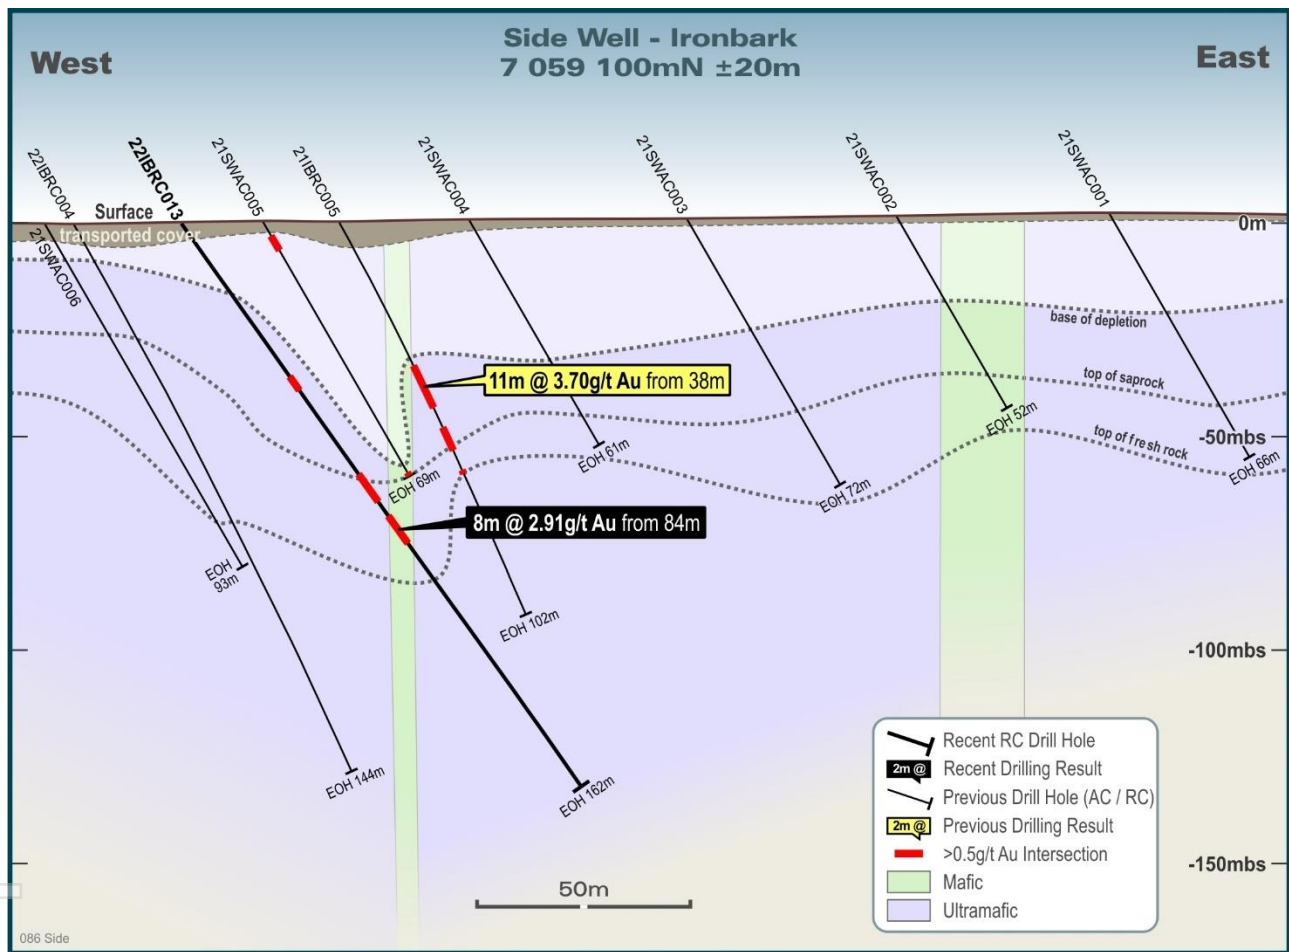 Side Well - Ironbark
7 059 100mN ±20m
West
East
22IBRC004
21SWAC006
22IBRC013
21SWAC005
21IBRC005
21SWAC004
21SWAC003
21SWAC002
21SWAC001
Surface
transported cover
0m
base of depletion
top of saprock
top of fresh rock
11m @ 3.70g/t Au from 38m
8m @ 2.91g/t Au from 84m
EOH 69m
EOH 61m
EOH 72m
EOH 52m
EOH 66m
EOH
93m
EOH 102m
EOH 144m
EOH 162m
-50mbs
-100mbs
-150mbs
50m
Recent RC Drill Hole
2m @ Recent Drilling Result
Previous Drill Hole (AC / RC)
2m @ Previous Drilling Result
>0.5g/t Au Intersection
Mafic
Ultramafic
086 Side